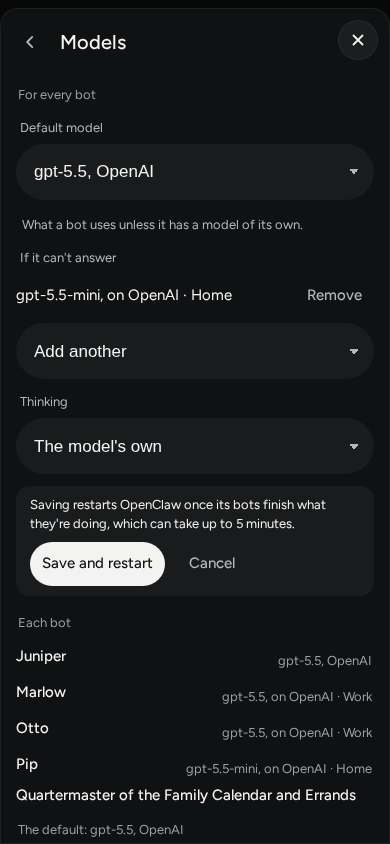 Models
For every bot
Default model
gpt-5.5, OpenAI
What a bot uses unless it has a model of its own.
If it can't answer
gpt-5.5-mini, on OpenAI · Home
Remove
Add another
Thinking
The model's own
Saving restarts OpenClaw once its bots finish what
they're doing, which can take up to 5 minutes.
Save and restart
Cancel
Each bot
Juniper
gpt-5.5, OpenAI
Marlow
gpt-5.5, on OpenAI · Work
Otto
gpt-5.5, on OpenAI · Work
Pip
gpt-5.5-mini, on OpenAI · Home
Quartermaster of the Family Calendar and Errands
The default: gpt-5.5, OpenAI